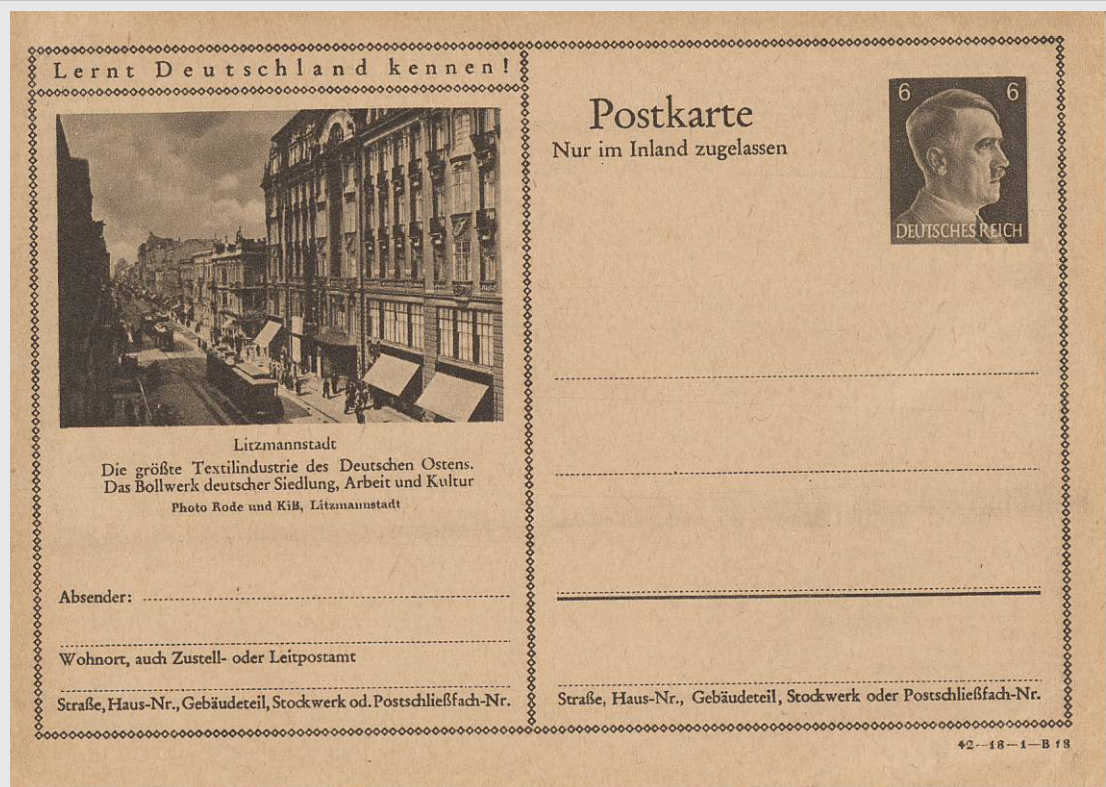 Lernt Deutschland kennen!
Litzmannstadt
Die größte Textilindustrie des Deutschen Ostens.
Das Bollwerk deutscher Siedlung, Arbeit und Kultur
Photo Rode und Kiß, Litzmannstadt
Absender:
Wohnort, auch Zustell- oder Leitpostamt
Straße, Haus-Nr., Gebäudeteil, Stockwerk od. Postschließfach-Nr.
Postkarte
Nur im Inland zugelassen
6 6
DEUTSCHES REICH
Straße, Haus-Nr., Gebäudeteil, Stockwerk oder Postschließfach-Nr.
42--18—1—B 18